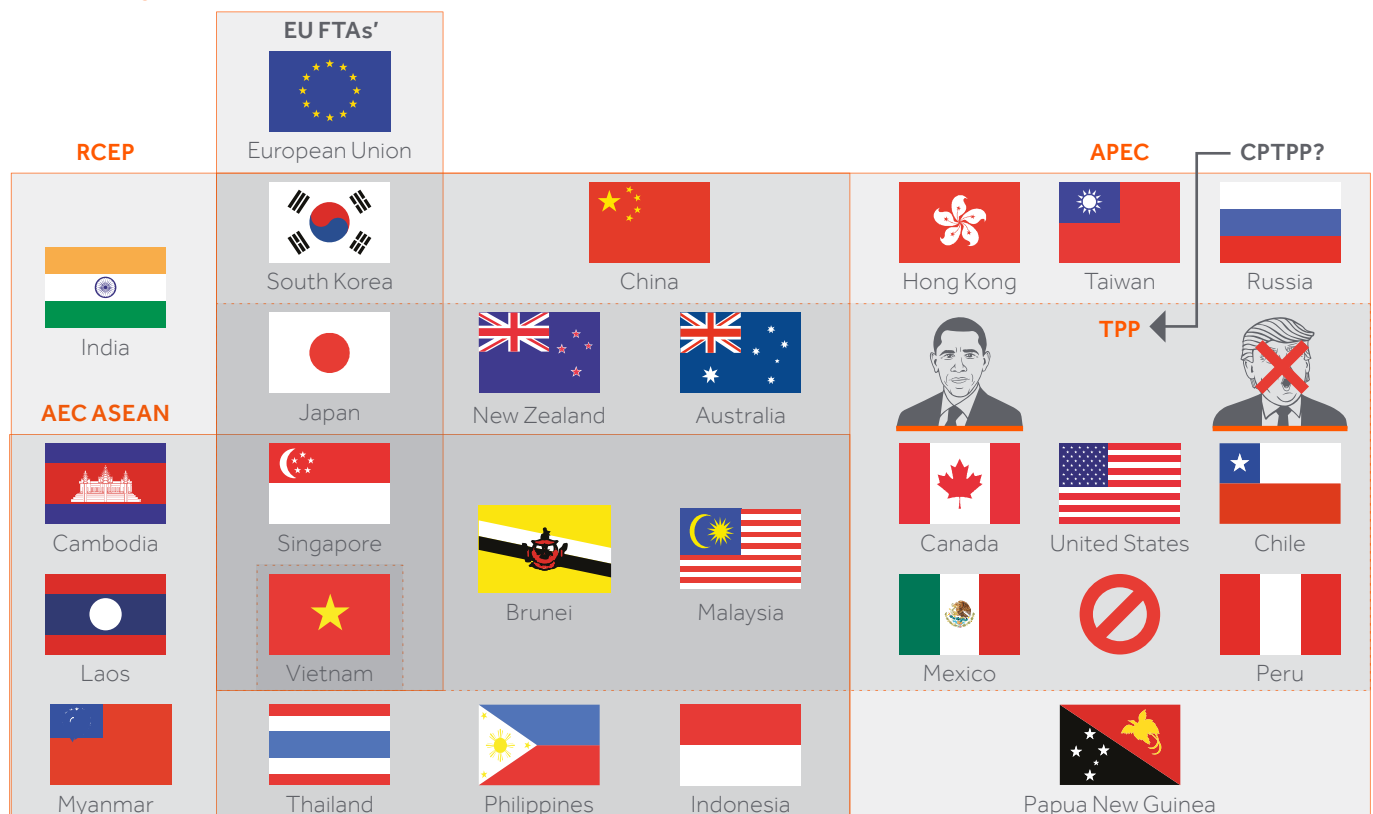 EU FTAs'
European Union
RCEP
APEC
CPTPP?
South Korea
China
Hong Kong
Taiwan
Russia
India
TPP
Japan
New Zealand
Australia
AEC ASEAN
Cambodia
Singapore
Brunei
Malaysia
Canada
United States
Chile
Laos
Vietnam
Mexico
Peru
Myanmar
Thailand
Philippines
Indonesia
Papua New Guinea